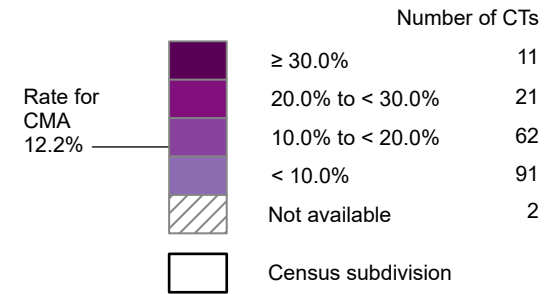 Number of CTs
≥ 30.0% 11
20.0% to < 30.0% 21
Rate for
CMA
12.2%
10.0% to < 20.0% 62
< 10.0% 91
Not available 2
Census subdivision